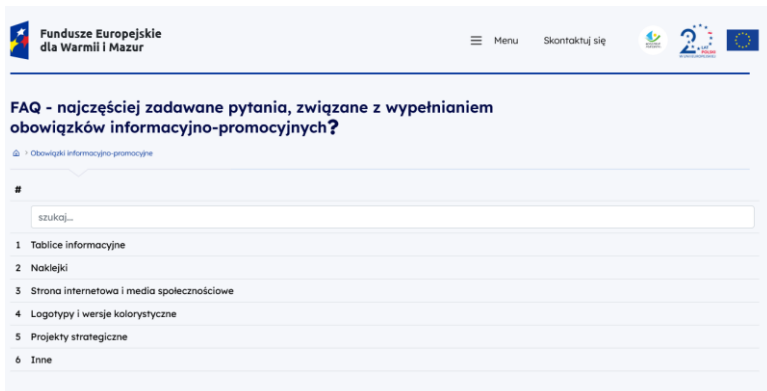 Fundusze Europejskie
dla Warmii i Mazur
Menu
Skontaktuj się
FAQ - najczęściej zadawane pytania, związane z wypełnianiem
obowiązków informacyjno-promocyjnych?
Obowiązki informacyjno-promocyjne
#
szukaj...
1 Tablice informacyjne
2 Naklejki
3 Strona internetowa i media społecznościowe
4 Logotypy i wersje kolorystyczne
5 Projekty strategiczne
6 Inne